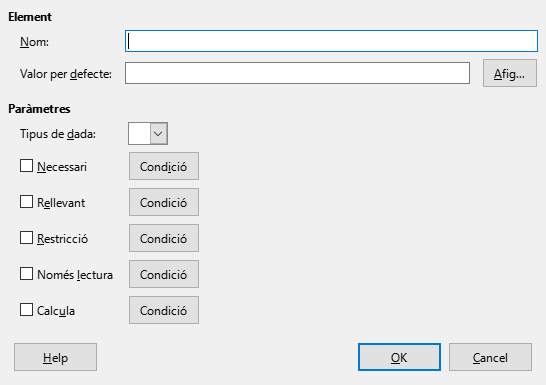 Element
Nom:
Valor per defecte: Afig...
Paràmetres
Tipus de dada:
Necessari Condició
Rellevant Condició
Restricció Condició
Només lectura Condició
Calcula Condició
Help OK Cancel